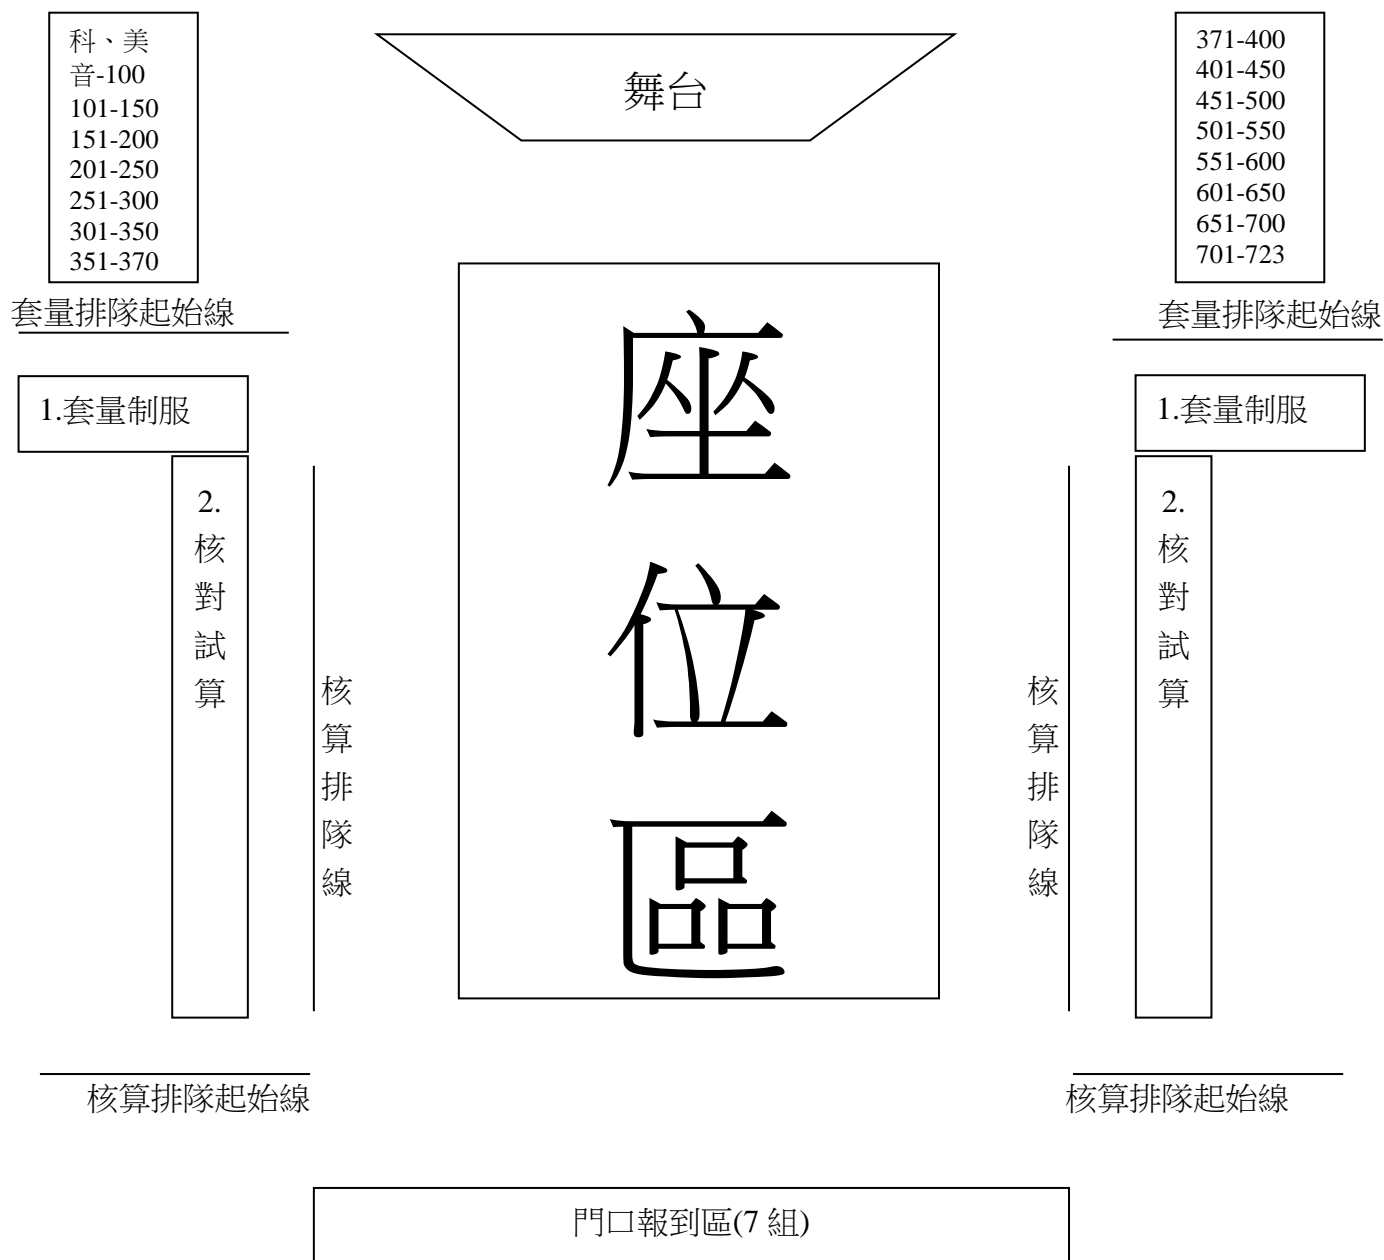 科、美
音-100
101-150
151-200
201-250
251-300
301-350
351-370
舞台
371-400
401-450
451-500
501-550
551-600
601-650
651-700
701-723
套量排隊起始線
套量排隊起始線
1.套量制服
1.套量制服
2.
核
對
試
算
核
算
排
隊
線
座
位
區
核
算
排
隊
線
2.
核
對
試
算
核算排隊起始線
核算排隊起始線
門口報到區(7 組)